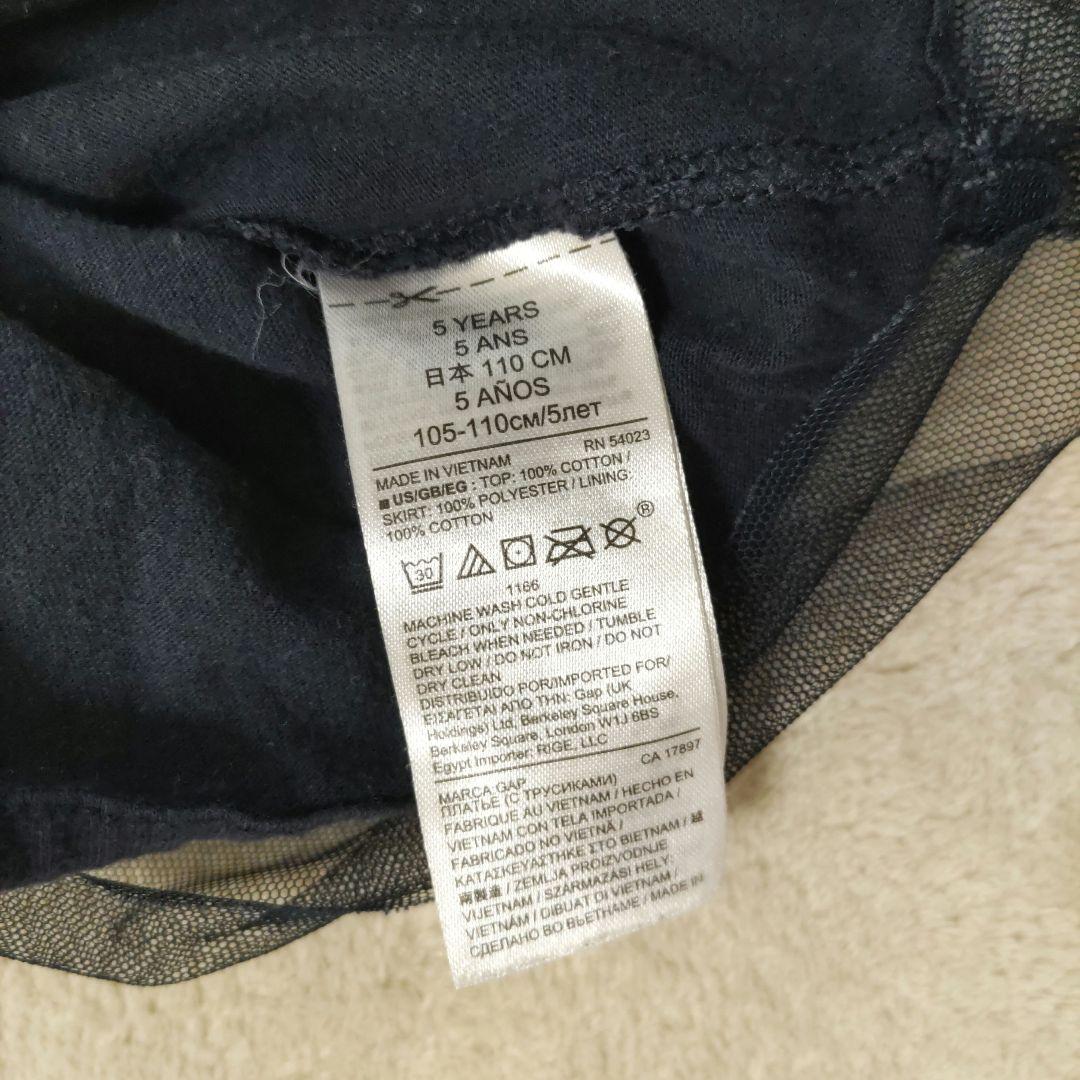 5 YEARS
5 ANS
日本 110 CM
5 AÑOS
105-110см/5лет
RN 54023
MADE IN VIETNAM
■ US/GB/EG : TOP: 100% COTTON /
SKIRT: 100% POLYESTER / LINING:
100% COTTON
30
®
1166
MACHINE WASH COLD GENTLE
CYCLE / ONLY NON-CHLORINE
BLEACH WHEN NEEDED / TUMBLE
DRY LOW / DO NOT IRON / DO NOT
DRY CLEAN
DISTRIBUIDO POR/IMPORTED FOR/
ΕΙΣΑΓΕΤΑΙ ΑΠΟ ΤΗΝ: Gap (UK
Holdings) Ltd. Berkeley Square House,
Berkeley Square, London W1J 6BS
Egypt Importer: RIGE, LLC
CA 17897
MARCA GAP
ПЛАТЬЕ (С ТРУСИКАМИ)
FABRIQUE AU VIETNAM / HECHO EN
VIETNAM CON TELA IMPORTADA /
FABRICADO NO VIETNÃ /
ΚΑΤΑΣΚΕΥΑΣΤΗΚΕ ΣΤΟ ΒΙΕΤΝΑΜ / 越
南製造 / ZEMLJA PROIZVODNJE
VIJETNAM / SZÁRMAZÁSI HELY:
VIETNÁM / DIBUAT DI VIETNAM /
СДЕЛАНО ВО ВЬЕТНАМЕ / MADE IN